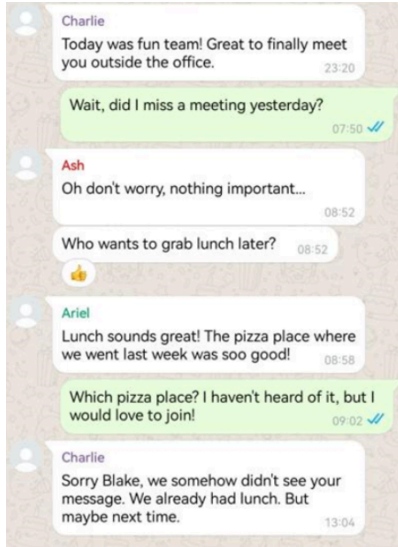 Charlie
Today was fun team! Great to finally meet
you outside the office.
23:20
Wait, did I miss a meeting yesterday?
07:50
Ash
Oh don't worry, nothing important...
08:52
Who wants to grab lunch later?
08:52
Ariel
Lunch sounds great! The pizza place where
we went last week was soo good!
08:58
Which pizza place? I haven't heard of it, but I
would love to join!
09:02
Charlie
Sorry Blake, we somehow didn't see your
message. We already had lunch. But
maybe next time.
13:04